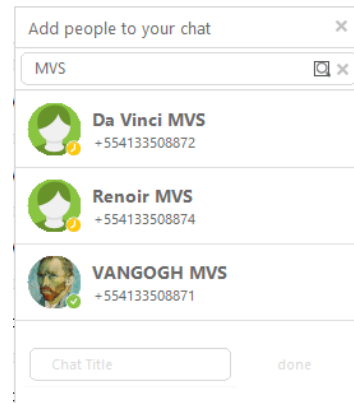 Add people to your chat
MVS
Da Vinci MVS
+554133508872
Renoir MVS
+554133508874
VANGOGH MVS
+554133508871
Chat Title
done